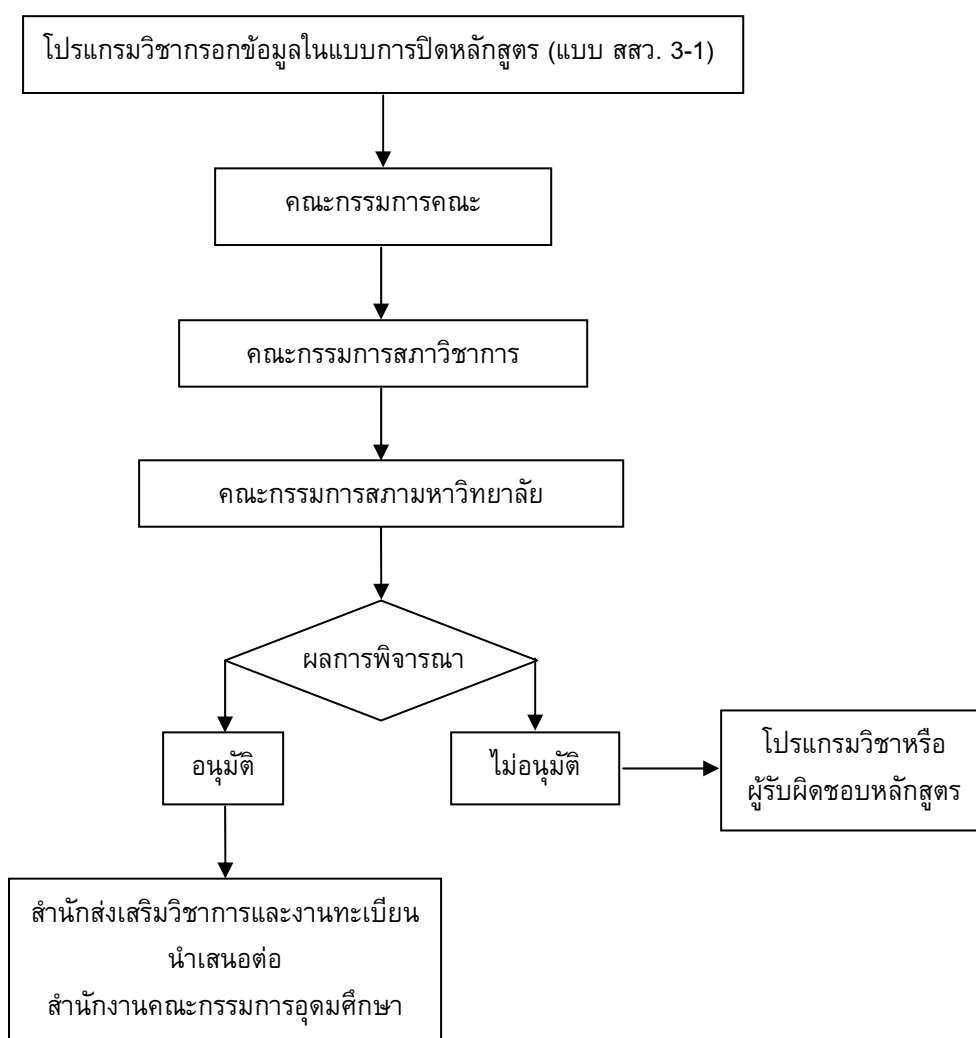 โปรแกรมวิชากรอกข้อมูลในแบบการปิดหลักสูตร (แบบ สสว. 3-1)
คณะกรรมการคณะ
คณะกรรมการสภาวิชาการ
คณะกรรมการสภามหาวิทยาลัย
ผลการพิจารณา
อนุมัติ
ไม่อนุมัติ
โปรแกรมวิชาหรือ
ผู้รับผิดชอบหลักสูตร
สำนักส่งเสริมวิชาการและงานทะเบียน
นำเสนอต่อ
สำนักงานคณะกรรมการอุดมศึกษา